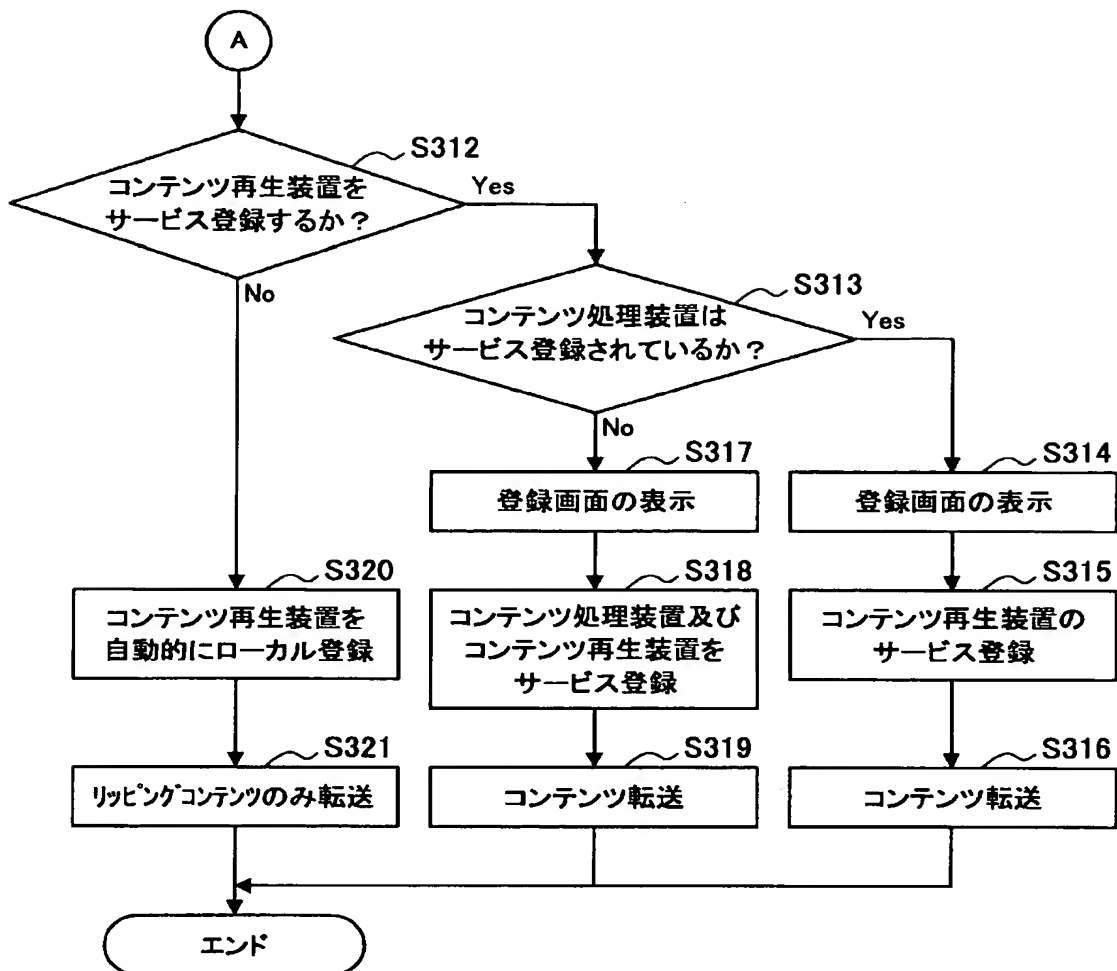 A
S312
コンテンツ再生装置を
サービス登録するか？
Yes
No
S313
コンテンツ処理装置は
サービス登録されているか？
Yes
No
S317
登録画面の表示
S314
登録画面の表示
S320
コンテンツ再生装置を
自動的にローカル登録
S318
コンテンツ処理装置及び
コンテンツ再生装置を
サービス登録
S315
コンテンツ再生装置の
サービス登録
S321
リッピングコンテンツのみ転送
S319
コンテンツ転送
S316
コンテンツ転送
エンド